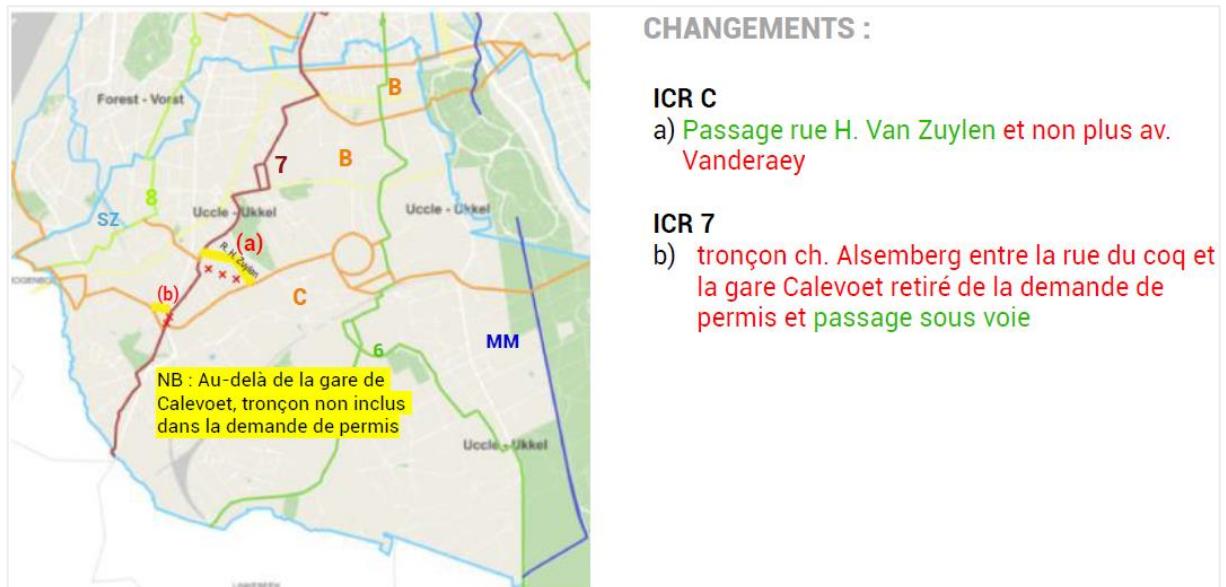 CHANGEMENTS :
ICR C
a) Passage rue H. Van Zuylen et non plus av.
Vanderaey
ICR 7
b) tronçon ch. Alsemberg entre la rue du coq et
la gare Calevoet retiré de la demande de
permis et passage sous voie
Forest - Vorst
B
7
B
8
SZ
Uccle - Ukkel
Uccle - Ukkel
(a)
R. H. Zuylen
(b)
C
MM
6
NB : Au-delà de la gare de
Calevoet, tronçon non inclus
dans la demande de permis
Uccle - Ukkel